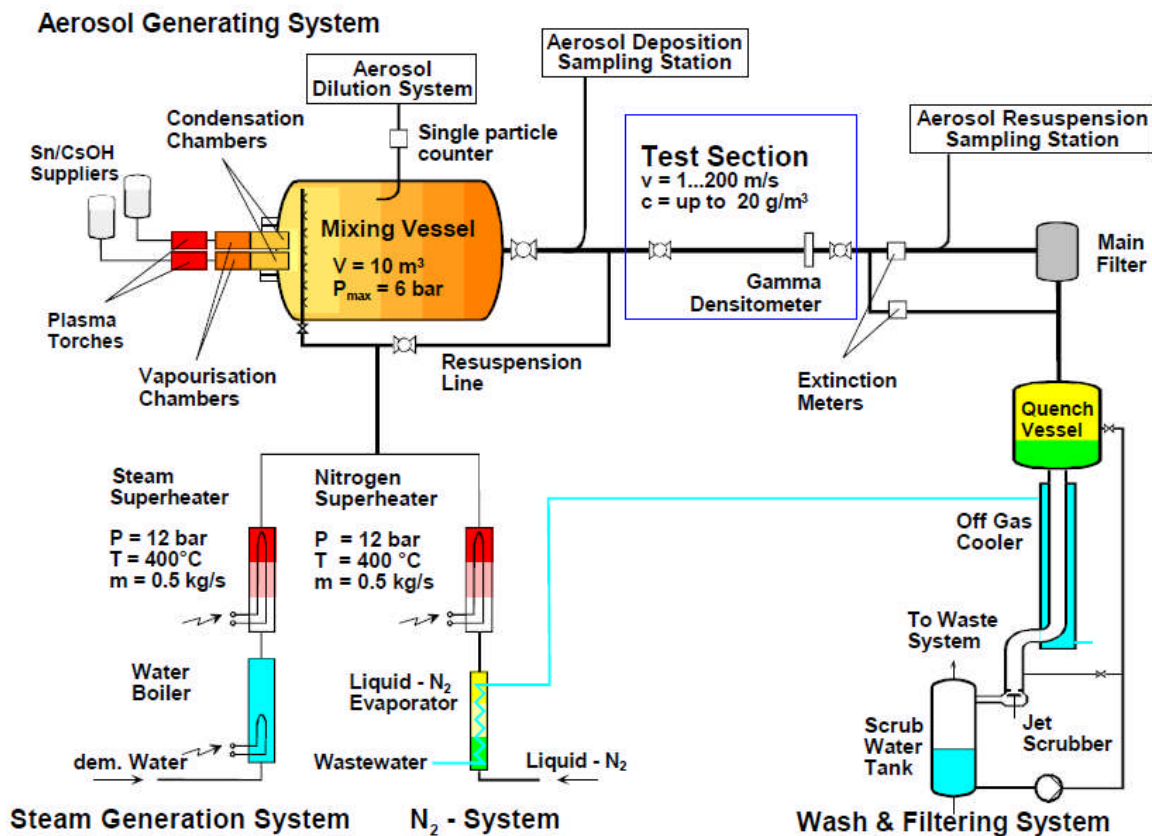 Aerosol Generating System
Aerosol
Dilution System
Aerosol Deposition
Sampling Station
Condensation
Chambers
Single particle
counter
Sn/CsOH
Suppliers
Aerosol Resuspension
Sampling Station
Test Section
v = 1...200 m/s
c = up to 20 g/m³
Mixing Vessel
V = 10 m³
Pmax = 6 bar
Main
Filter
Gamma
Densitometer
Plasma
Torches
Vapourisation
Chambers
Resuspension
Line
Extinction
Meters
Quench
Vessel
Steam
Superheater
P = 12 bar
T = 400°C
m = 0.5 kg/s
Nitrogen
Superheater
P = 12 bar
T = 400 °C
m = 0.5 kg/s
Off Gas
Cooler
To Waste
System
Water
Boiler
Liquid - N₂
Evaporator
Scrub
Water
Tank
Jet
Scrubber
dem. Water
Wastewater
Liquid - N₂
Steam Generation System
N₂ - System
Wash & Filtering System